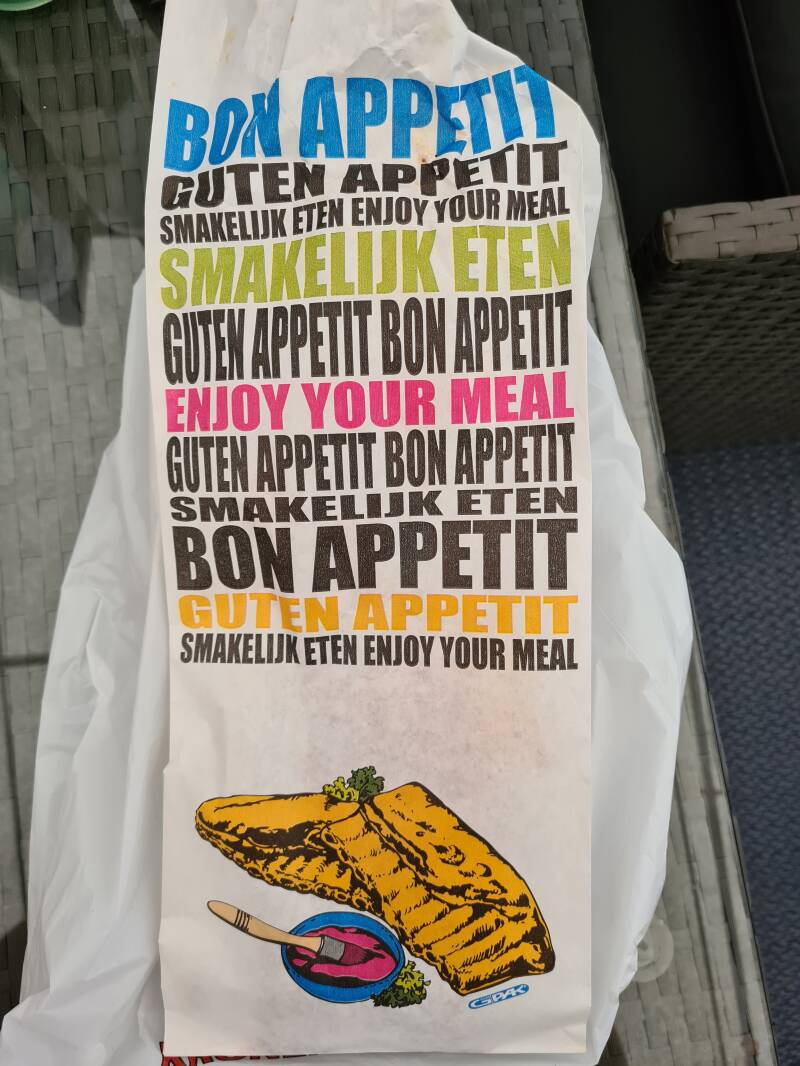 BON APPETIT
GUTEN APPETIT
SMAKELIJK ETEN ENJOY YOUR MEAL
SMAKELIJK ETEN
GUTEN APPETIT BON APPETIT
ENJOY YOUR MEAL
GUTEN APPETIT BON APPETIT
SMAKELIJK ETEN
BON APPETIT
GUTEN APPETIT
SMAKELIJK ETEN ENJOY YOUR MEAL
GPAK